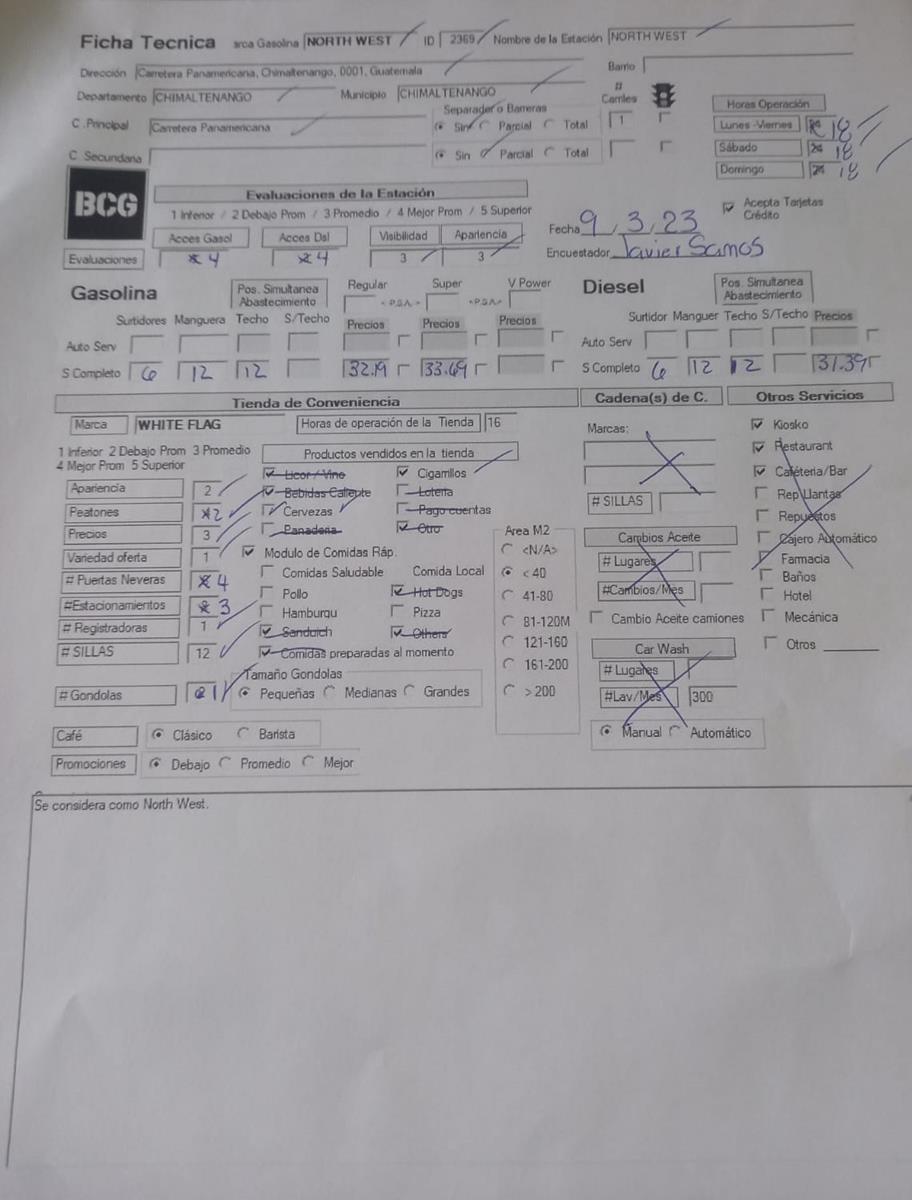 Ficha Tecnica arca Gasolina NORTH WEST ID 2369 Nombre de la Estación NORTH WEST
Dirección Carretera Panamericana, Chimaltenango, 0001, Guatemala Barrio
Departamento CHIMALTENANGO Municipio CHIMALTENANGO # Carriles
Separador o Barreras Horas Operación
C .Principal Carretera Panamericana Sin Parcial Total 1 Lunes -Viernes 18
C Secundaria Sin Parcial Total Sábado 24 18
Domingo 24 18
BCG
Evaluaciones de la Estación
1 Inferior / 2 Debajo Prom / 3 Promedio / 4 Mejor Prom / 5 Superior
Acepta Tarjetas Crédito
Acces Gasol Acces Dsl Visibilidad Apariencia Fecha 9, 3, 23
Evaluaciones 4 4 3 3 Encuestador Javier Samos
Gasolina Pos. Simultanea Abastecimiento Regular Super V Power Diesel Pos. Simultanea Abastecimiento
< P.S.A. > < P.S.A. >
Surtidores Manguera Techo S/Techo Precios Precios Precios Surtidor Manguer Techo S/Techo Precios
Auto Serv Auto Serv
S Completo 6 12 12 32.19 33.69 S Completo 6 12 12 31.39
Tienda de Conveniencia Cadena(s) de C. Otros Servicios
Marca WHITE FLAG Horas de operación de la Tienda 16
1 Inferior 2 Debajo Prom 3 Promedio
4 Mejor Prom 5 Superior
Productos vendidos en la tienda
Apariencia 2 Licor / Vino Cigarrillos
Peatones 2 Bebidas Caliente Loteria
Precios 3 Cervezas Pago cuentas
Variedad oferta 1 Panaderia Otro
# Puertas Neveras 4 Modulo de Comidas Ráp.
#Estacionamientos 3 Comidas Saludable Comida Local
# Registradoras 1 Pollo Hot Dogs
# SILLAS 12 Hamburgu Pizza
Sanduich Others
Comidas preparadas al momento
# Gondolas 1 Tamaño Gondolas
Pequeñas Medianas Grandes
Area M2
<N/A>
< 40
41-80
81-120M
121-160
161-200
> 200
Marcas:
# SILLAS
Cambios Aceite
# Lugares
#Cambios/Mes
Cambio Aceite camiones
Car Wash
# Lugares
#Lav/Mes 300
Manual Automático
Kiosko
Restaurant
Caféteria/Bar
Rep Llantas
Repuestos
Cajero Automático
Farmacia
Baños
Hotel
Mecánica
Otros
Café Clásico Barista
Promociones Debajo Promedio Mejor
Se considera como North West.